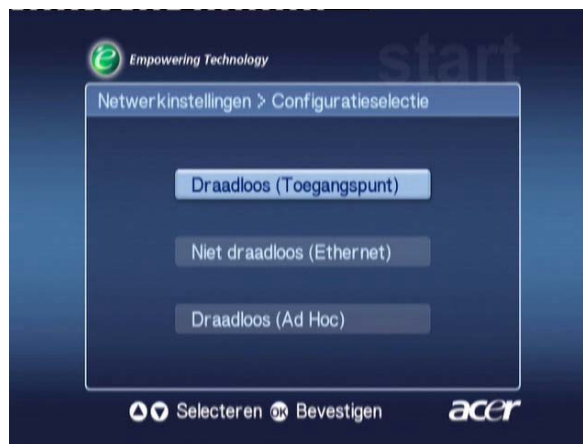 Empowering Technology
start
Netwerkinstellingen > Configuratieselectie
Draadloos (Toegangspunt)
Niet draadloos (Ethernet)
Draadloos (Ad Hoc)
Selecteren OK Bevestigen
acer